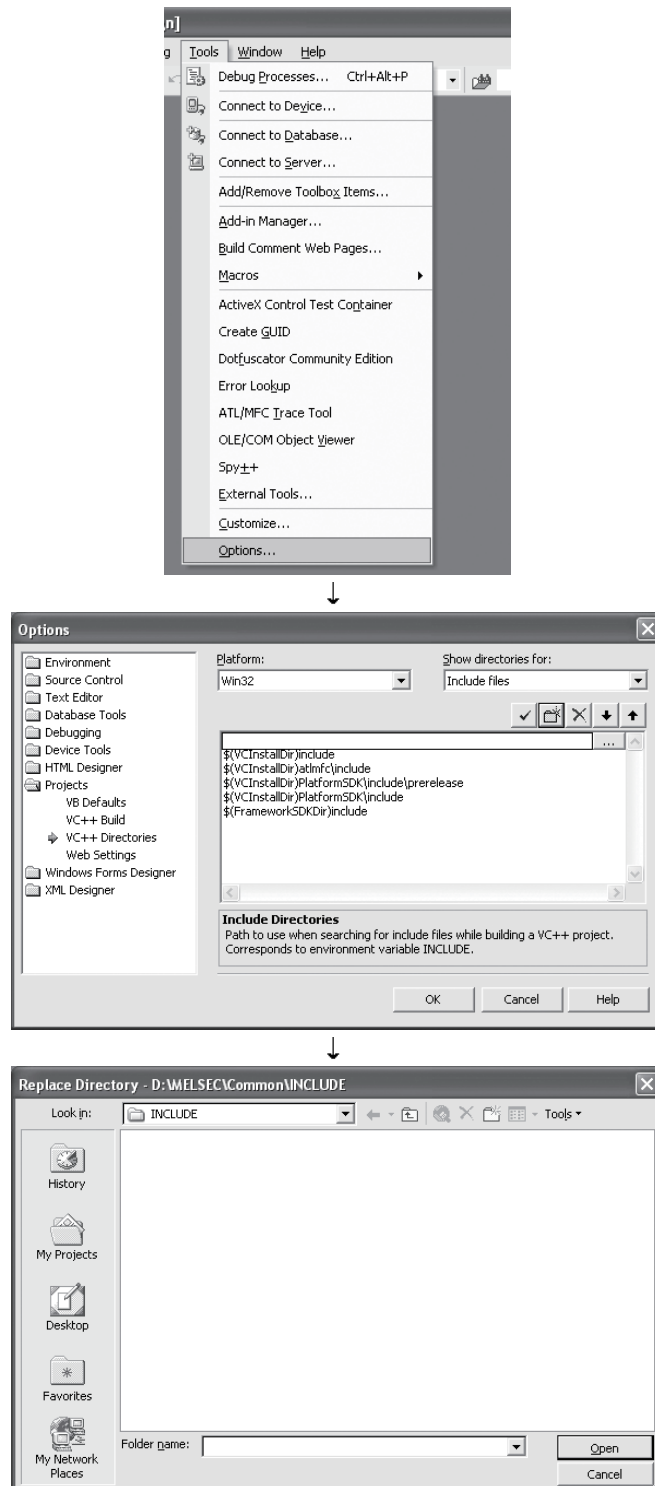 n]
g Tools Window Help
Debug Processes... Ctrl+Alt+P
Connect to Device...
Connect to Database...
Connect to Server...
Add/Remove Toolbox Items...
Add-in Manager...
Build Comment Web Pages...
Macros
ActiveX Control Test Container
Create GUID
Dotfuscator Community Edition
Error Lookup
ATL/MFC Trace Tool
OLE/COM Object Viewer
Spy++
External Tools...
Customize...
Options...
↓
Options
Environment
Source Control
Text Editor
Database Tools
Debugging
Device Tools
HTML Designer
Projects
VB Defaults
VC++ Build
VC++ Directories
Web Settings
Windows Forms Designer
XML Designer
Platform:
Win32
Show directories for:
Include files
...
$(VCInstallDir)include
$(VCInstallDir)atlmfc\include
$(VCInstallDir)PlatformSDK\include\prerelease
$(VCInstallDir)PlatformSDK\include
$(FrameworkSDKDir)include
Include Directories
Path to use when searching for include files while building a VC++ project.
Corresponds to environment variable INCLUDE.
OK Cancel Help
↓
Replace Directory - D:\MELSEC\Common\INCLUDE
Look in: INCLUDE Tools
History
My Projects
Desktop
Favorites
My Network
Places
Folder name:
Open
Cancel